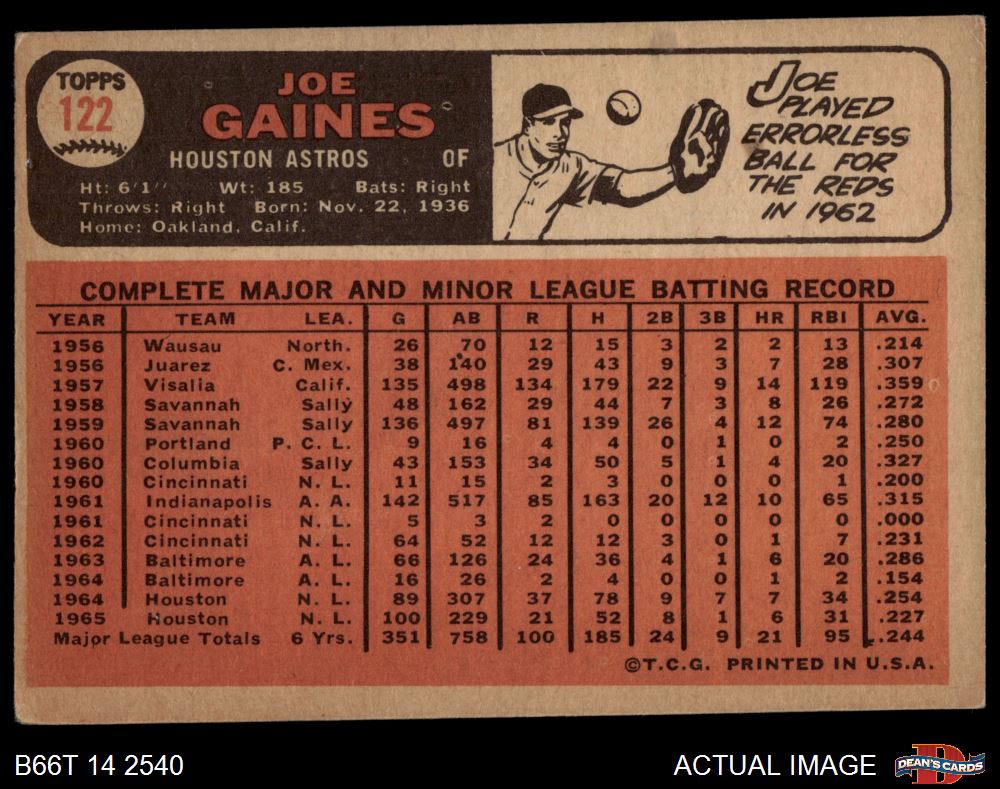 TOPPS
122
JOE
GAINES
HOUSTON ASTROS OF
Ht: 6'1" Wt: 185 Bats: Right
Throws: Right Born: Nov. 22, 1936
Home: Oakland, Calif.
JOE
PLAYED
ERRORLESS
BALL FOR
THE REDS
IN 1962
COMPLETE MAJOR AND MINOR LEAGUE BATTING RECORD
YEAR TEAM LEA. G AB R H 2B 3B HR RBI AVG.
1956 Wausau North. 26 70 12 15 3 2 2 13 .214
1956 Juarez C. Mex. 38 140 29 43 9 3 7 28 .307
1957 Visalia Calif. 135 498 134 179 22 9 14 119 .359
1958 Savannah Sally 48 162 29 44 7 3 8 26 .272
1959 Savannah Sally 136 497 81 139 26 4 12 74 .280
1960 Portland P. C. L. 9 16 4 4 0 1 0 2 .250
1960 Columbia Sally 43 153 34 50 5 1 4 20 .327
1960 Cincinnati N. L. 11 15 2 3 0 0 0 1 .200
1961 Indianapolis A. A. 142 517 85 163 20 12 10 65 .315
1961 Cincinnati N. L. 5 3 2 0 0 0 0 0 .000
1962 Cincinnati N. L. 64 52 12 12 3 0 1 7 .231
1963 Baltimore A. L. 66 126 24 36 4 1 6 20 .286
1964 Baltimore A. L. 16 26 2 4 0 0 1 2 .154
1964 Houston N. L. 89 307 37 78 9 7 7 34 .254
1965 Houston N. L. 100 229 21 52 8 1 6 31 .227
Major League Totals 6 Yrs. 351 758 100 185 24 9 21 95 .244
©T.C.G. PRINTED IN U.S.A.
B66T 14 2540
ACTUAL IMAGE
DEAN'S CARDS